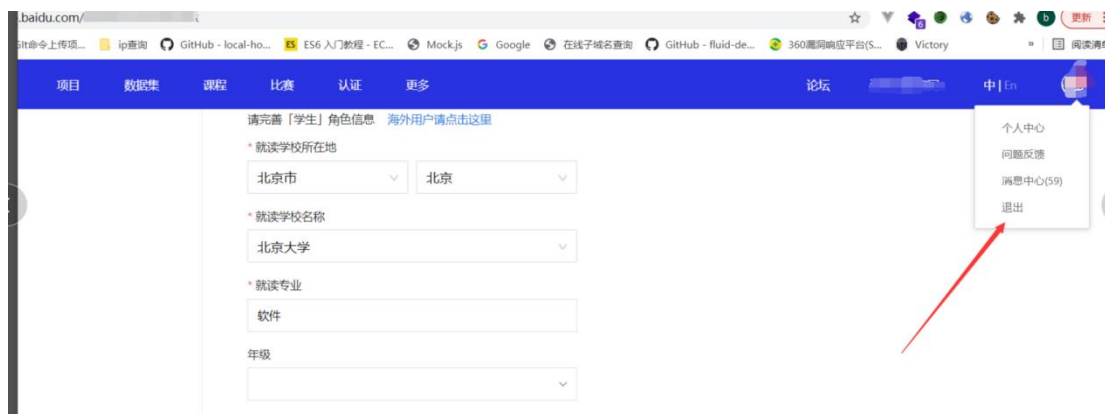 .baidu.com/
更新
Git命令上传项...
ip查询
GitHub - local-ho...
ES6 入门教程 - EC...
Mock.js
Google
在线子域名查询
GitHub - fluid-de...
360漏洞响应平台(S...
Victory
»
阅读清单
项目
数据集
课程
比赛
认证
更多
论坛
中 | En
请完善「学生」角色信息 海外用户请点击这里
* 就读学校所在地
北京市
北京
* 就读学校名称
北京大学
* 就读专业
软件
年级
个人中心
问题反馈
消息中心(59)
退出